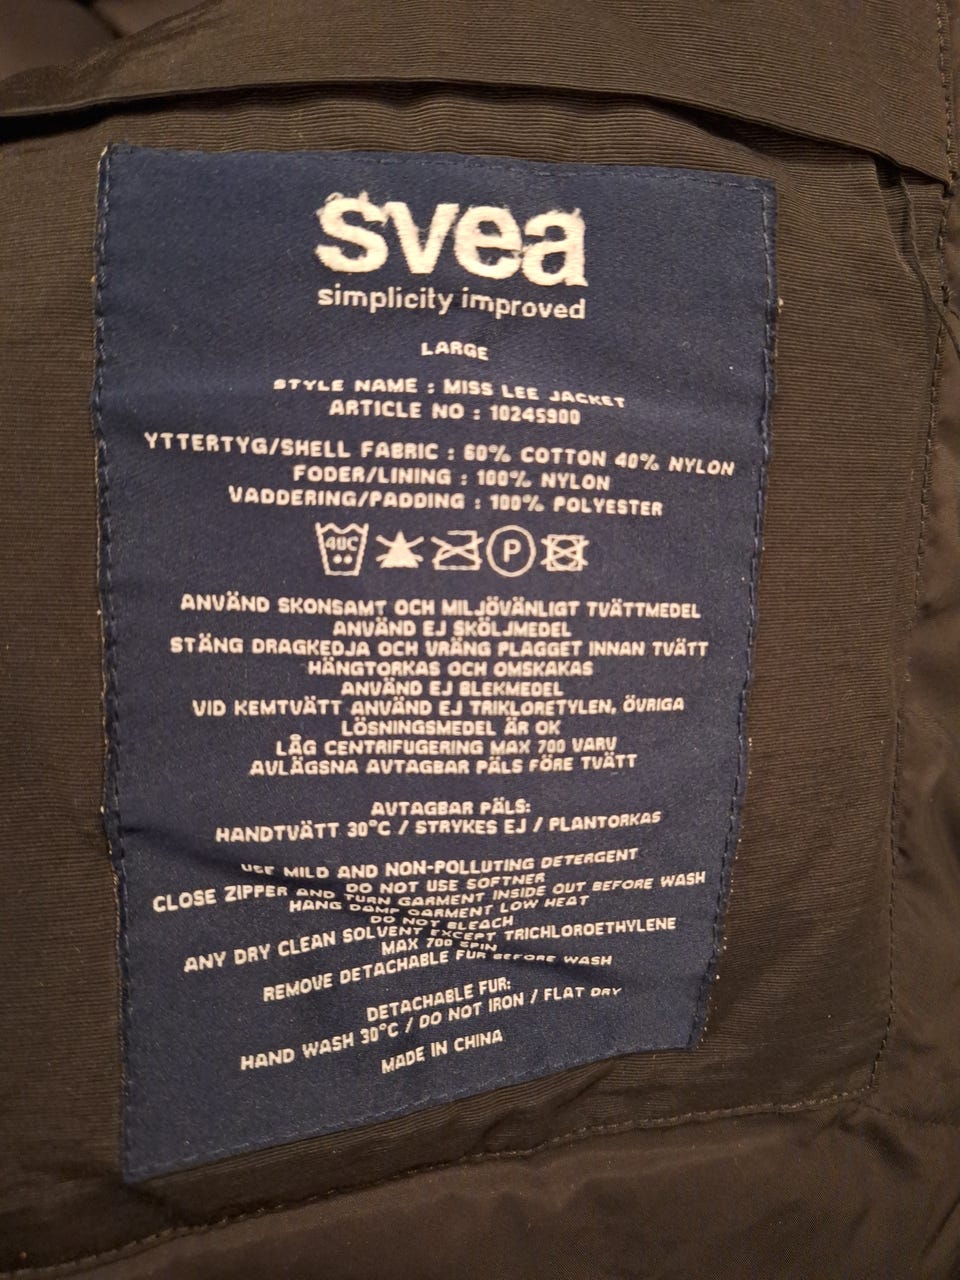 svea
simplicity improved
LARGE
STYLE NAME : MISS LEE JACKET
ARTICLE NO : 10245900
YTTERTYG/SHELL FABRIC : 60% COTTON 40% NYLON
FODER/LINING : 100% NYLON
VADDERING/PADDING : 100% POLYESTER
40C P
ANVÄND SKONSAMT OCH MILJÖVÄNLIGT TVÄTTMEDEL
ANVÄND EJ SKÖLJMEDEL
STÄNG DRAGKEDJA OCH VRÄNG PLAGGET INNAN TVÄTT
HÄNGTORKAS OCH OMSKAKAS
ANVÄND EJ BLEKMEDEL
VID KEMTVÄTT ANVÄND EJ TRIKLORETYLEN, ÖVRIGA
LÖSNINGSMEDEL ÄR OK
LÅG CENTRIFUGERING MAX 700 VARV
AVLÄGSNA AVTAGBAR PÄLS FÖRE TVÄTT
AVTAGBAR PÄLS:
HANDTVÄTT 30°C / STRYKES EJ / PLANTORKAS
USE MILD AND NON-POLLUTING DETERGENT
DO NOT USE SOFTNER
CLOSE ZIPPER AND TURN GARMENT INSIDE OUT BEFORE WASH
HANG DAMP GARMENT LOW HEAT
DO NOT BLEACH
ANY DRY CLEAN SOLVENT EXCEPT TRICHLOROETHYLENE
MAX 700 SPIN
REMOVE DETACHABLE FUR BEFORE WASH
DETACHABLE FUR:
HAND WASH 30°C / DO NOT IRON / FLAT DRY
MADE IN CHINA